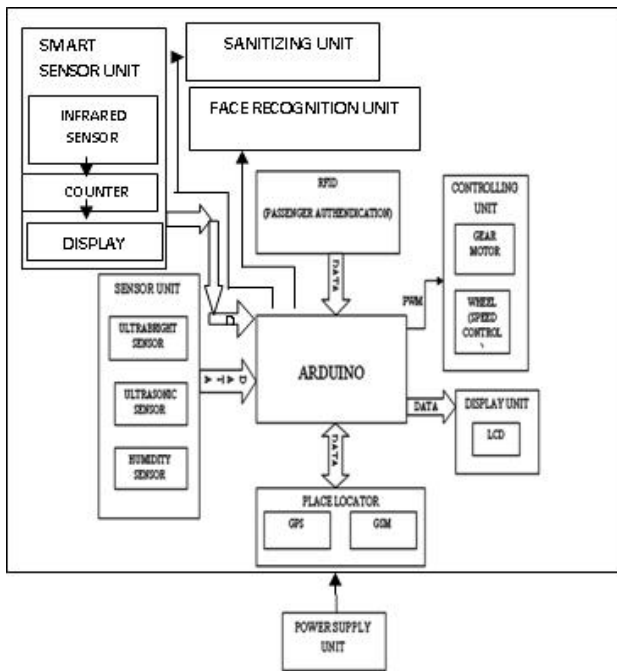 SMART
SENSOR UNIT
INFRARED
SENSOR
COUNTER
DISPLAY
SANITIZING UNIT
FACE RECOGNITION UNIT
RFID
(PASSENGER AUTHENDICATION)
DATA
CONTROLLING
UNIT
GEAR
MOTOR
WHEEL
(SPEED
CONTROL
)
PWM
SENSOR UNIT
ULTRABRIGHT
SENSOR
ULTRASONIC
SENSOR
HUMIDITY
SENSOR
D
DATA
ARDUINO
DATA
DISPLAY UNIT
LCD
DATA
PLACE LOCATOR
GPS
GSM
POWER SUPPLY
UNIT